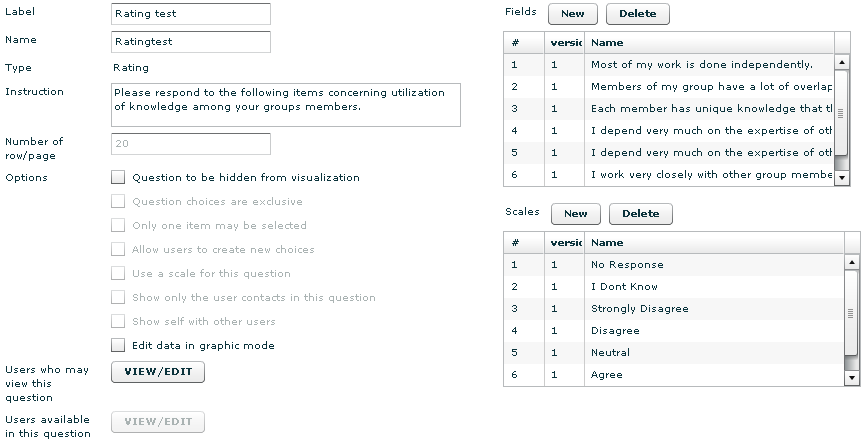 Label Rating test
Name Ratingtest
Type Rating
Instruction Please respond to the following items concerning utilization
of knowledge among your groups members.
Number of
row/page 20
Options Question to be hidden from visualization
Question choices are exclusive
Only one item may be selected
Allow users to create new choices
Use a scale for this question
Show only the user contacts in this question
Show self with other users
Edit data in graphic mode
Users who may
view this
question VIEW/EDIT
Users available
in this question VIEW/EDIT
Fields New Delete
# versic Name
1 1 Most of my work is done independently.
2 1 Members of my group have a lot of overlap
3 1 Each member has unique knowledge that th
4 1 I depend very much on the expertise of oth
5 1 I depend very much on the expertise of oth
6 1 I work very closely with other group membe
Scales New Delete
# versic Name
1 1 No Response
2 1 I Dont Know
3 1 Strongly Disagree
4 1 Disagree
5 1 Neutral
6 1 Agree